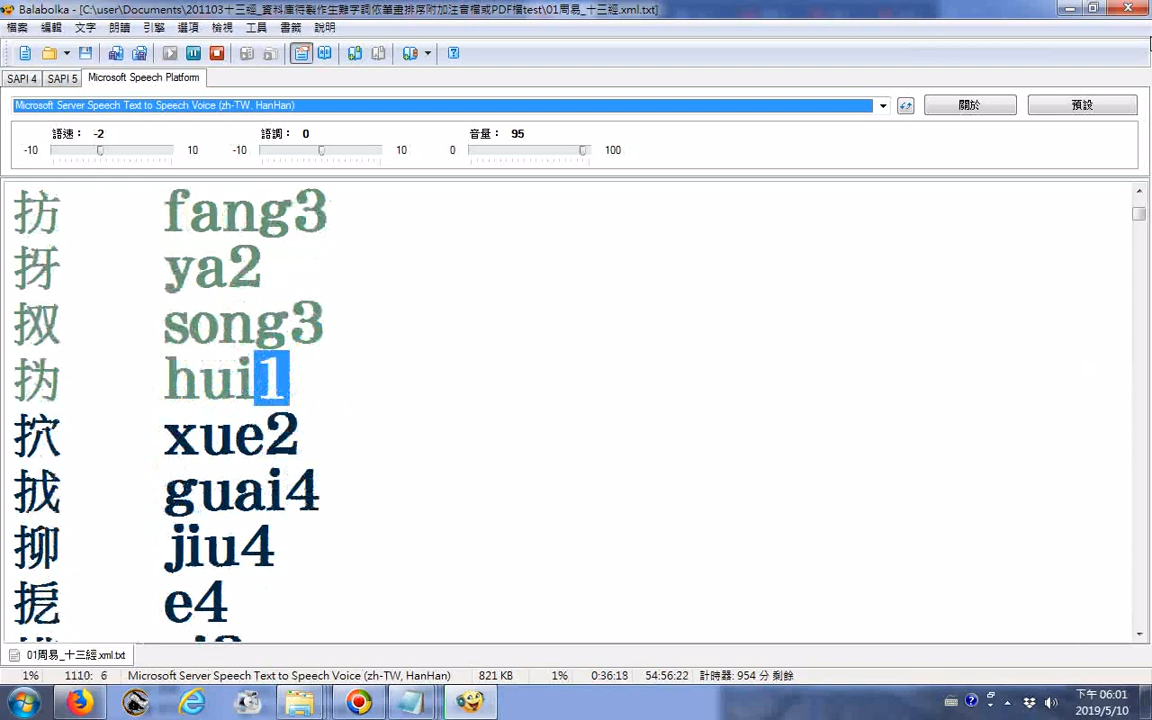 Balabolka - [C:\user\Documents\201103十三經_資料庫待製作生難字詞依筆畫排序附加注音檔或PDF檔test\01周易_十三經.xml.txt]
檔案 編輯 文字 朗讀 引擎 選項 檢視 工具 書籤 說明
SAPI 4 SAPI 5 Microsoft Speech Platform
Microsoft Server Speech Text to Speech Voice (zh-TW, HanHan) 關於 預設
語速： -2 語調： 0 音量： 95
-10 10 -10 10 0 100
㧍 fang3
㧎 ya2
㧐 song3
㧑 hui1
㧒 xue2
㧔 guai4
㧕 jiu4
㧖 e4
01周易_十三經.xml.txt
1% 1110: 6 Microsoft Server Speech Text to Speech Voice (zh-TW, HanHan) 821 KB 1% 0:36:18 54:56:22 計時器: 954 分 剩餘
下午 06:01
2019/5/10